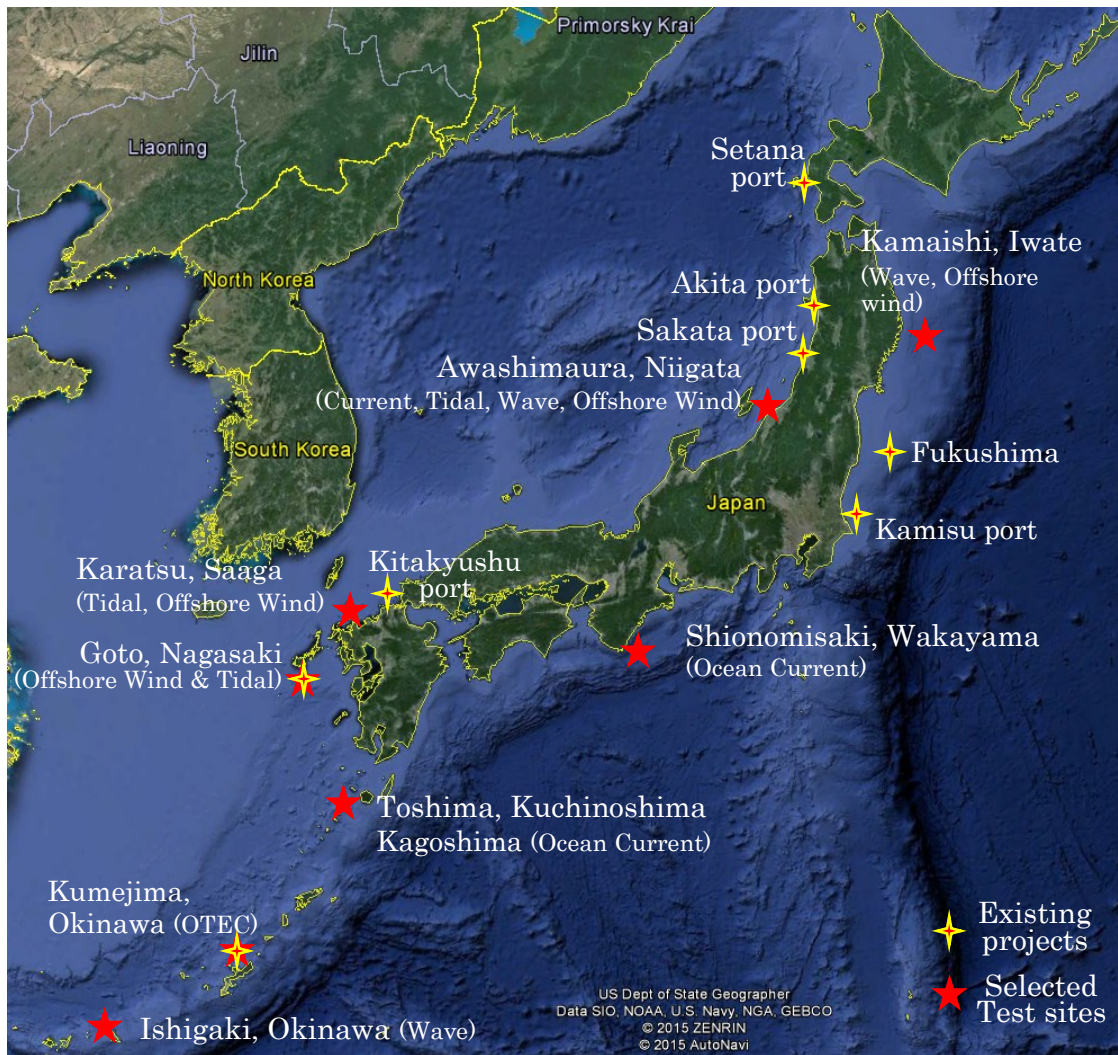 Primorsky Krai
Jilin
Liaoning
Setana
port
Kamaishi, Iwate
(Wave, Offshore
wind)
North Korea
Akita port
Sakata port
Awashimaura, Niigata
(Current, Tidal, Wave, Offshore Wind)
South Korea
Fukushima
Japan
Kamisu port
Kitakyushu
port
Karatsu, Saaga
(Tidal, Offshore Wind)
Shionomisaki, Wakayama
(Ocean Current)
Goto, Nagasaki
(Offshore Wind & Tidal)
Toshima, Kuchinoshima
Kagoshima (Ocean Current)
Kumejima,
Okinawa (OTEC)
Existing
projects
Selected
Test sites
Ishigaki, Okinawa (Wave)
US Dept of State Geographer
Data SIO, NOAA, U.S. Navy, NGA, GEBCO
© 2015 ZENRIN
© 2015 AutoNavi